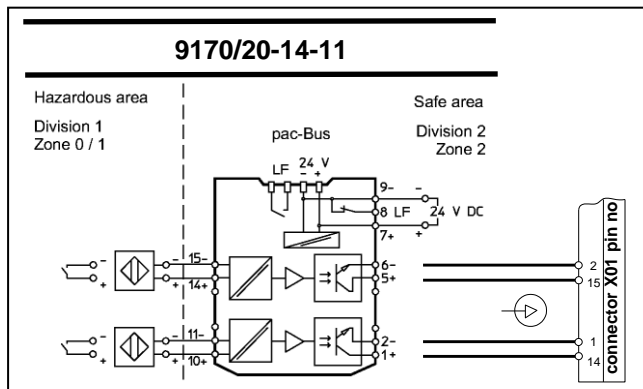 9170/20-14-11
Hazardous area
Division 1
Zone 0 / 1
Safe area
Division 2
Zone 2
pac-Bus
LF 24 V
- +
9- -
8 LF 24 V DC
7+ +
- - 15- 6-
+ + 14+ 5+
- - 11- 2-
+ + 10+ 1+
2
15
1
14
connector X01 pin no